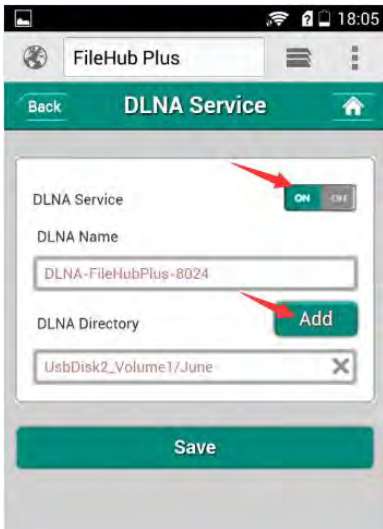 18:05
FileHub Plus
Back DLNA Service
DLNA Service ON OFF
DLNA Name
DLNA-FileHubPlus-8024
DLNA Directory Add
UsbDisk2_Volume1/June
Save